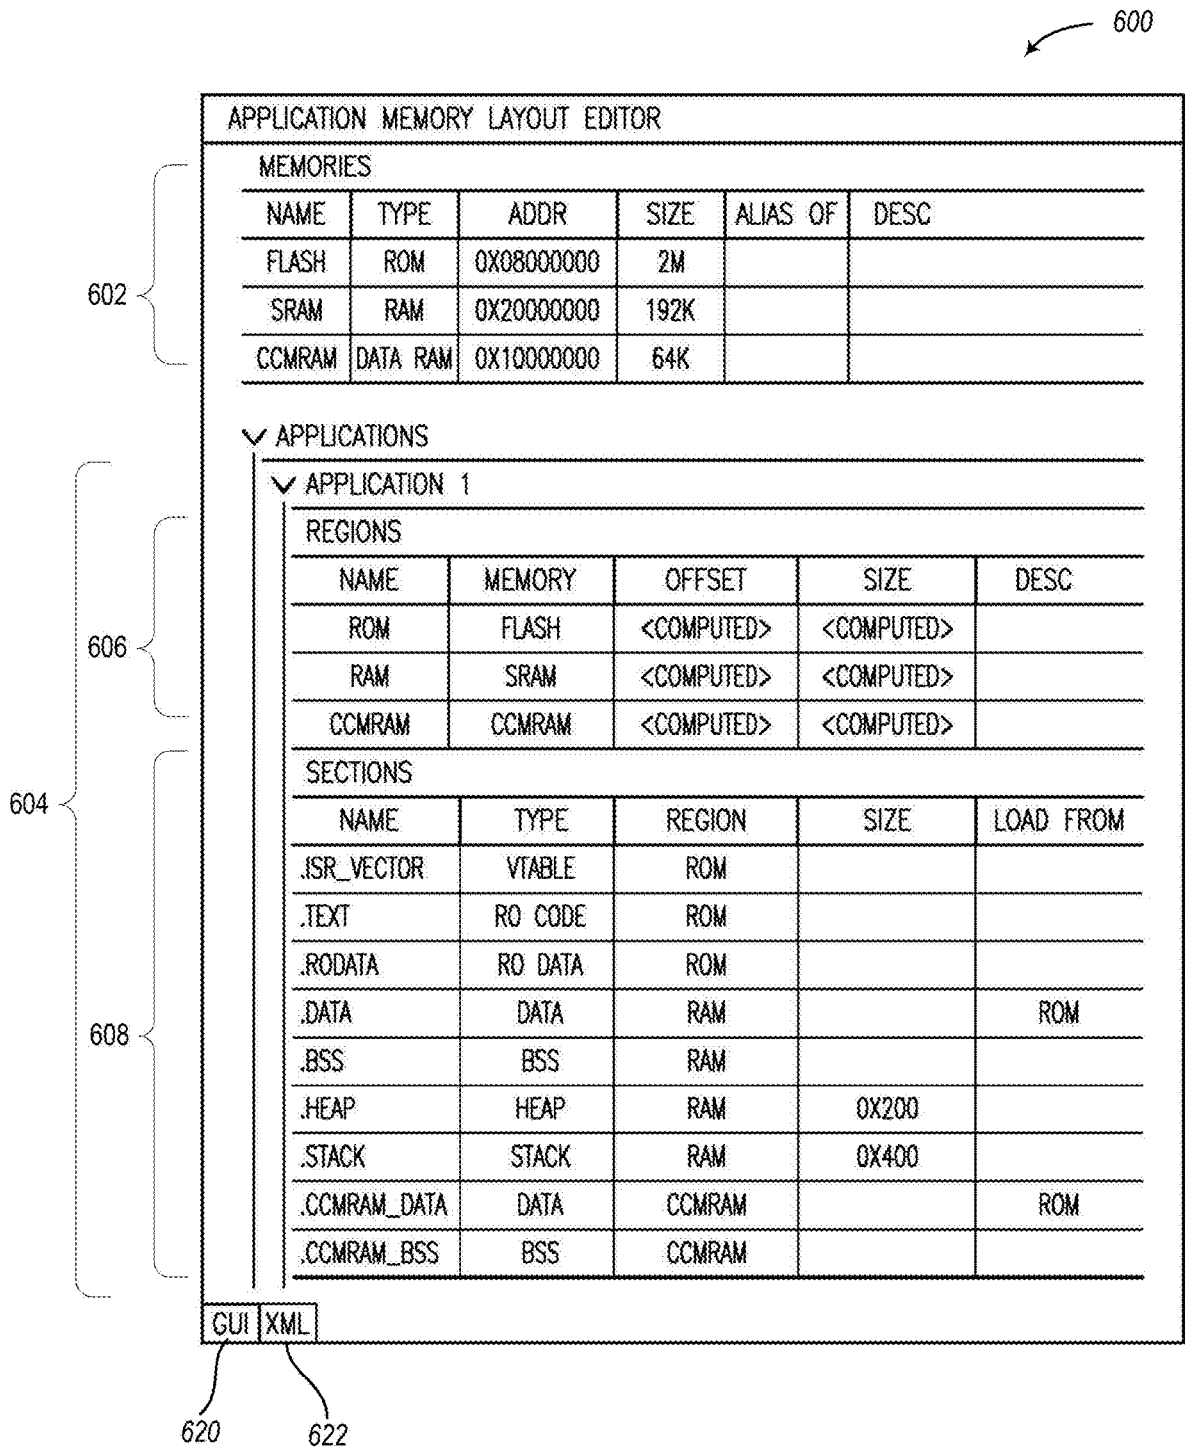 600
APPLICATION MEMORY LAYOUT EDITOR
MEMORIES
NAME TYPE ADDR SIZE ALIAS OF DESC
FLASH ROM 0X08000000 2M
602
SRAM RAM 0X20000000 192K
CCMRAM DATA RAM 0X10000000 64K
APPLICATIONS
APPLICATION 1
REGIONS
NAME MEMORY OFFSET SIZE DESC
ROM FLASH <COMPUTED> <COMPUTED>
606
RAM SRAM <COMPUTED> <COMPUTED>
CCMRAM CCMRAM <COMPUTED> <COMPUTED>
SECTIONS
604
NAME TYPE REGION SIZE LOAD FROM
.ISR_VECTOR VTABLE ROM
.TEXT RO CODE ROM
.RODATA RO DATA ROM
.DATA DATA RAM ROM
608
.BSS BSS RAM
.HEAP HEAP RAM 0X200
.STACK STACK RAM 0X400
.CCMRAM_DATA DATA CCMRAM ROM
.CCMRAM_BSS BSS CCMRAM
GUI XML
620 622